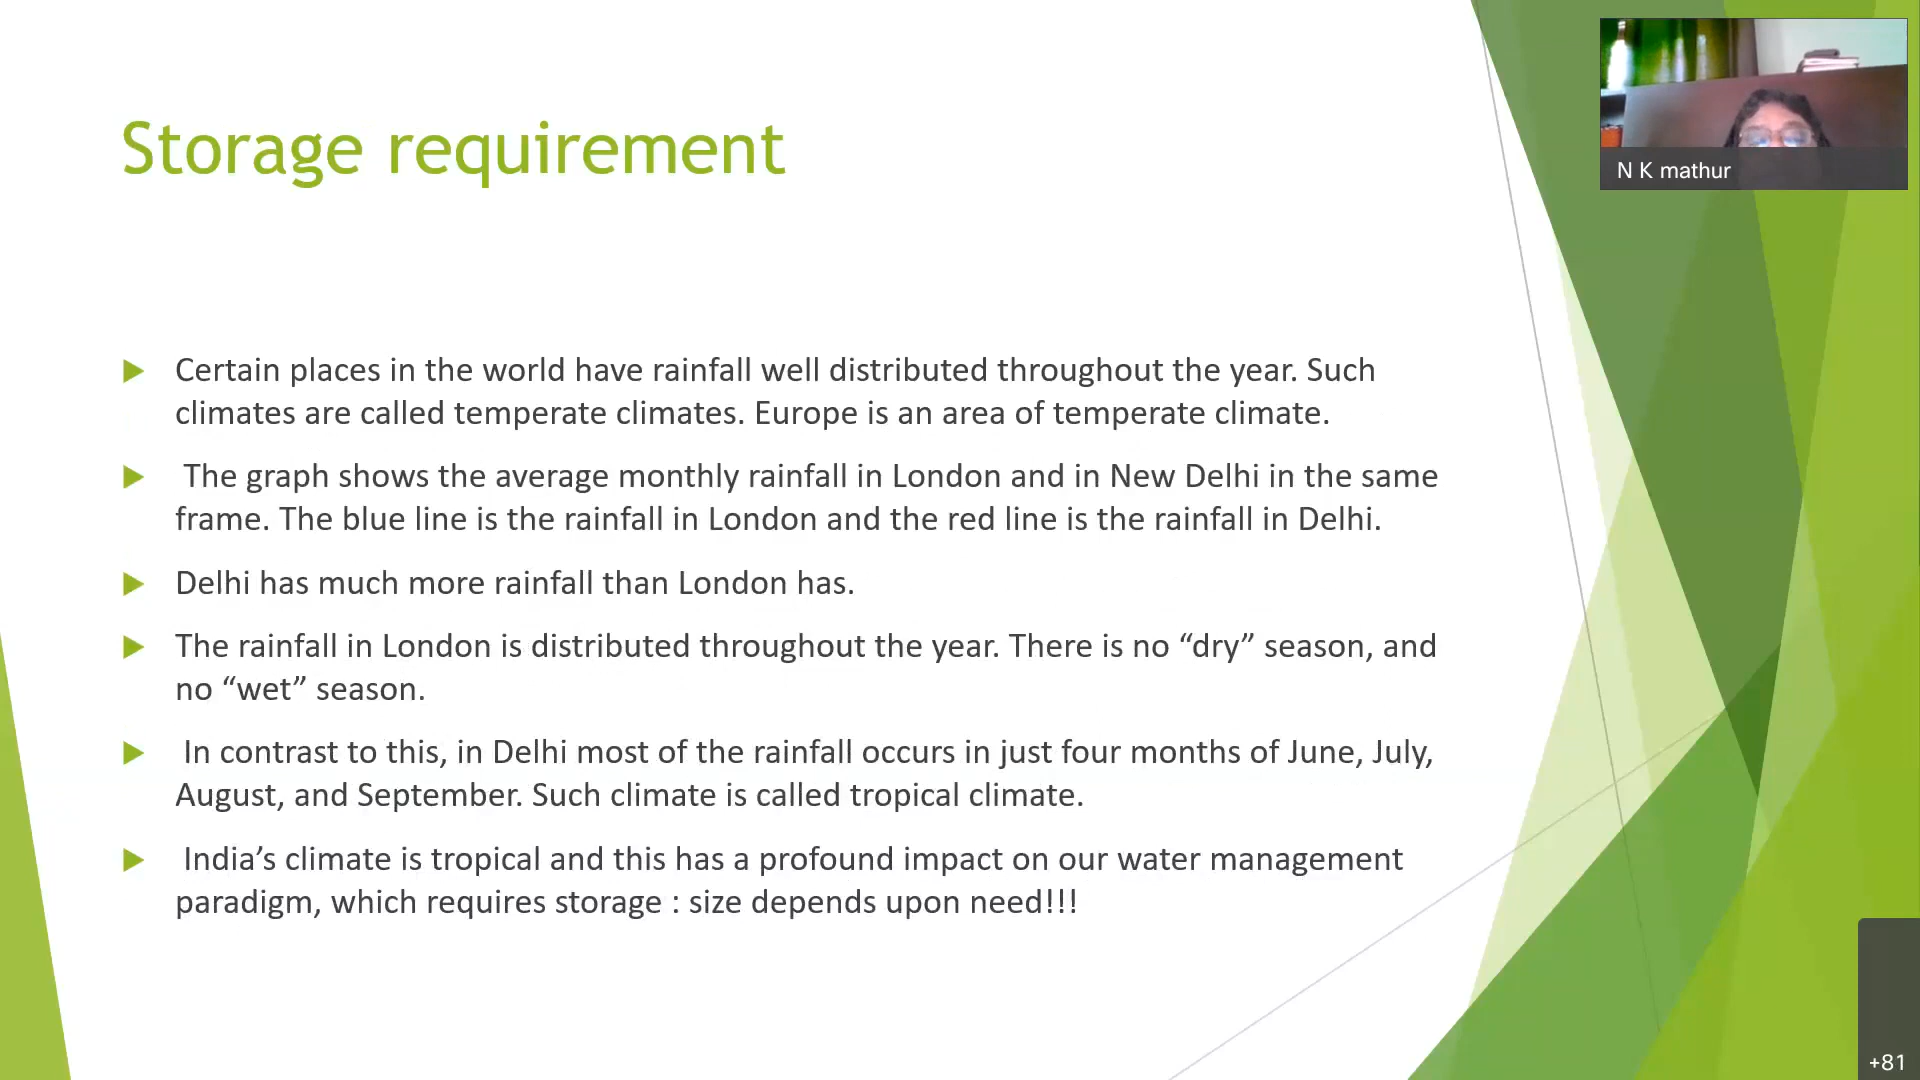 Storage requirement
N K mathur
Certain places in the world have rainfall well distributed throughout the year. Such
climates are called temperate climates. Europe is an area of temperate climate.
The graph shows the average monthly rainfall in London and in New Delhi in the same
frame. The blue line is the rainfall in London and the red line is the rainfall in Delhi.
Delhi has much more rainfall than London has.
The rainfall in London is distributed throughout the year. There is no “dry” season, and
no “wet” season.
In contrast to this, in Delhi most of the rainfall occurs in just four months of June, July,
August, and September. Such climate is called tropical climate.
India’s climate is tropical and this has a profound impact on our water management
paradigm, which requires storage : size depends upon need!!!
+81